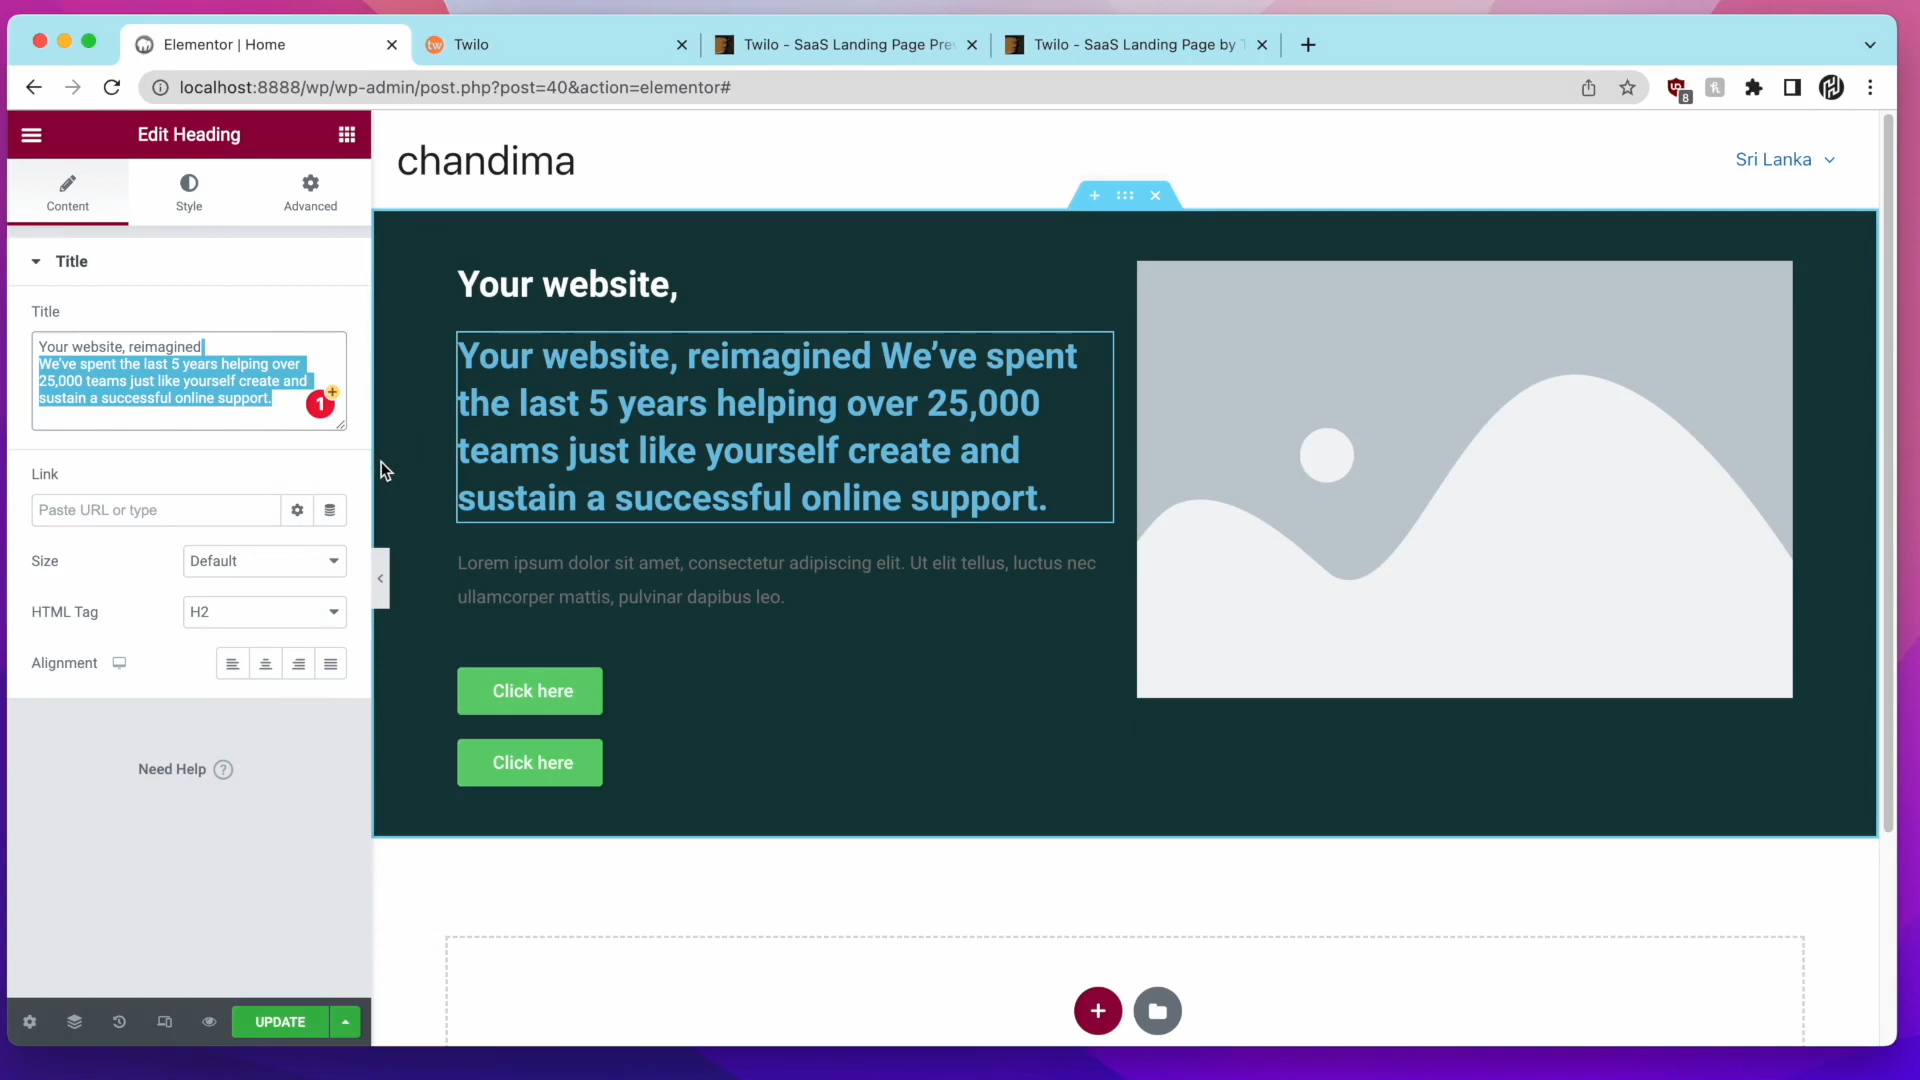 Elementor | Home
Twilo
Twilo - SaaS Landing Page Pre
Twilo - SaaS Landing Page by T
localhost:8888/wp/wp-admin/post.php?post=40&action=elementor#
8
Edit Heading
Content
Style
Advanced
Title
Title
Your website, reimagined
We’ve spent the last 5 years helping over
25,000 teams just like yourself create and
sustain a successful online support.
1
Link
Paste URL or type
Size
Default
HTML Tag
H2
Alignment
Need Help
UPDATE
chandima
Sri Lanka
Your website,
Your website, reimagined We’ve spent
the last 5 years helping over 25,000
teams just like yourself create and
sustain a successful online support.
Lorem ipsum dolor sit amet, consectetur adipiscing elit. Ut elit tellus, luctus nec
ullamcorper mattis, pulvinar dapibus leo.
Click here
Click here